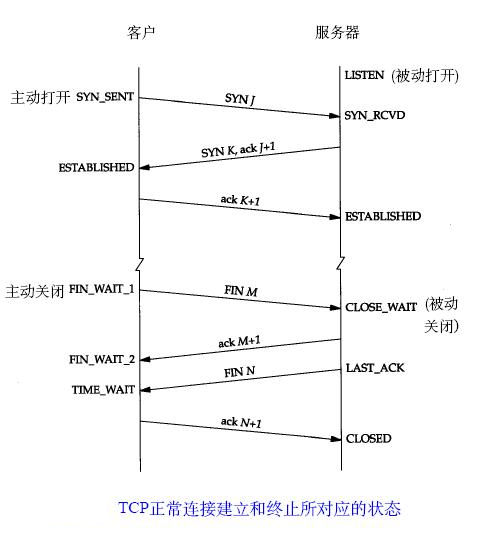 客户 服务器
LISTEN (被动打开)
主动打开 SYN_SENT
SYN J
SYN_RCVD
SYN K, ack J+1
ESTABLISHED
ack K+1
ESTABLISHED
主动关闭 FIN_WAIT_1
FIN M
CLOSE_WAIT (被动
关闭)
ack M+1
FIN_WAIT_2
FIN N
LAST_ACK
TIME_WAIT
ack N+1
CLOSED
TCP正常连接建立和终止所对应的状态